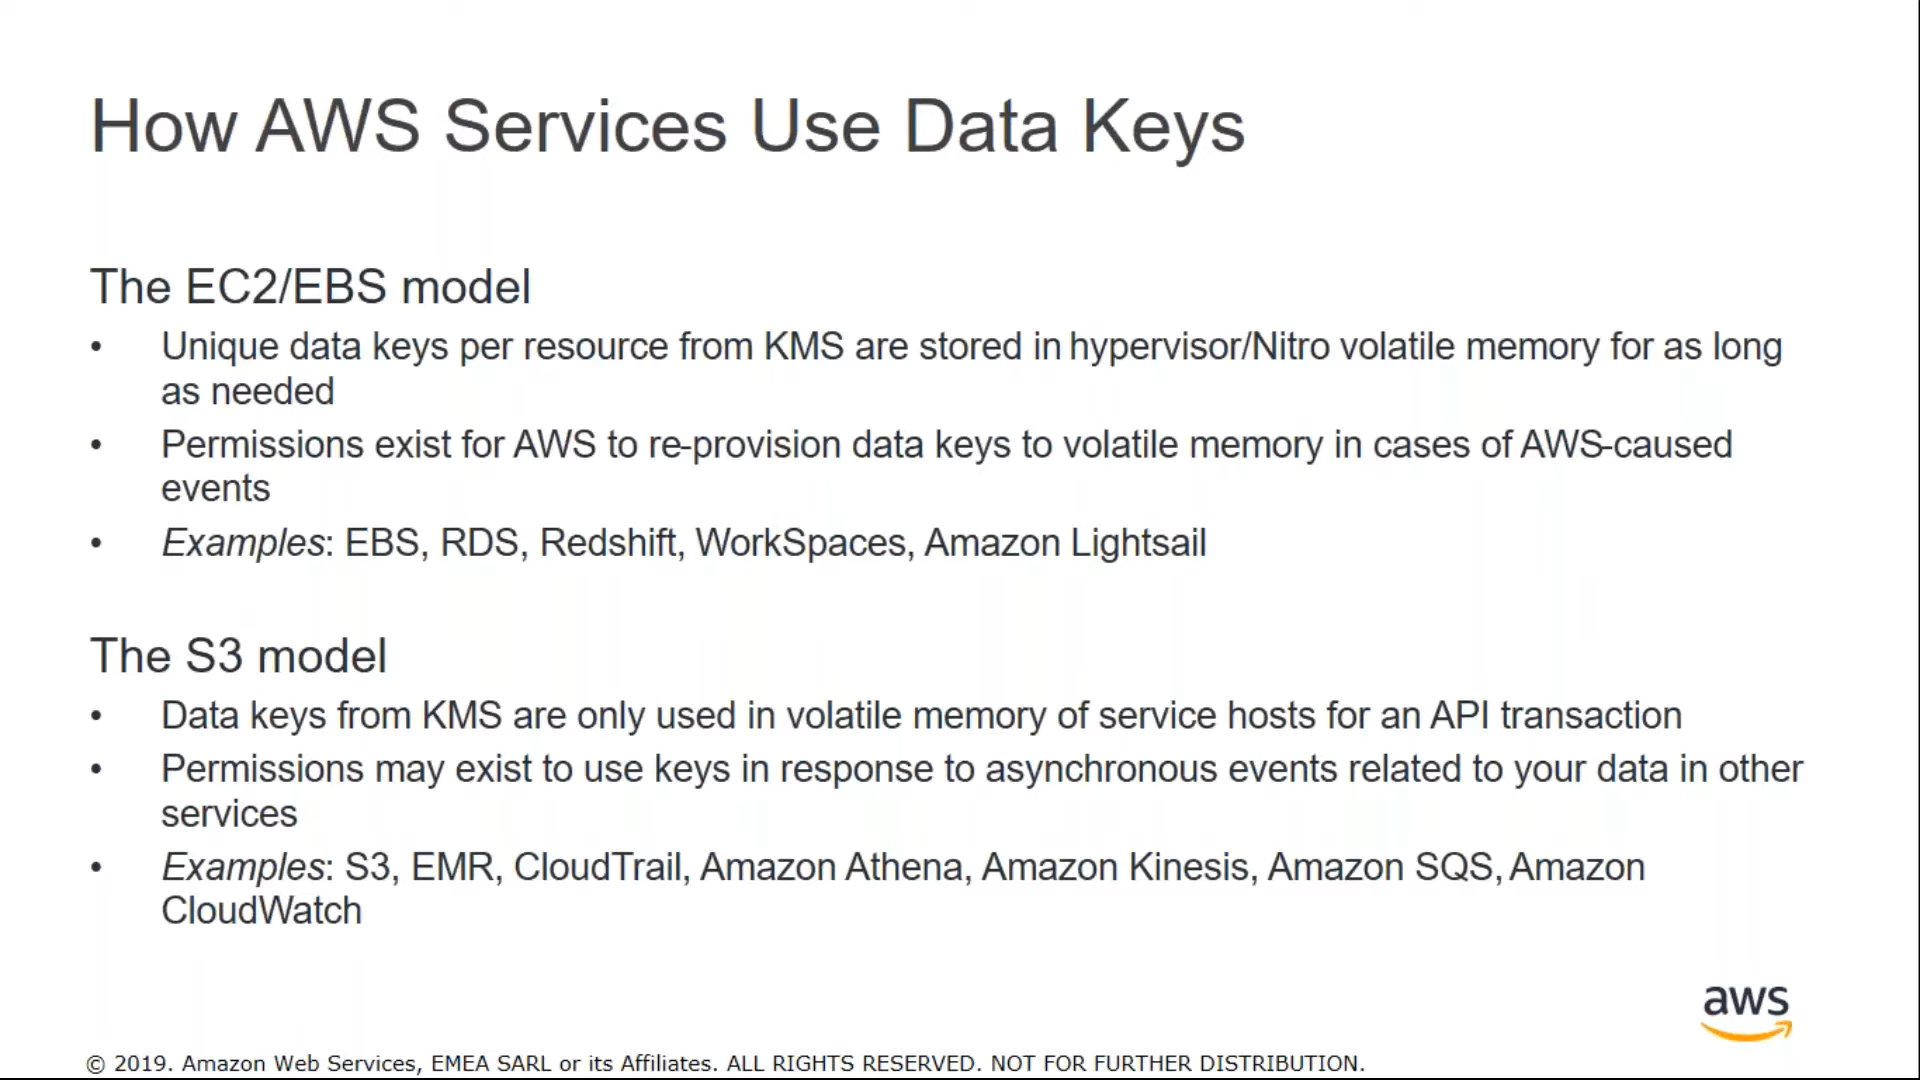 How AWS Services Use Data Keys
The EC2/EBS model
• Unique data keys per resource from KMS are stored in hypervisor/Nitro volatile memory for as long
as needed
• Permissions exist for AWS to re-provision data keys to volatile memory in cases of AWS-caused
events
• Examples: EBS, RDS, Redshift, WorkSpaces, Amazon Lightsail
The S3 model
• Data keys from KMS are only used in volatile memory of service hosts for an API transaction
• Permissions may exist to use keys in response to asynchronous events related to your data in other
services
• Examples: S3, EMR, CloudTrail, Amazon Athena, Amazon Kinesis, Amazon SQS, Amazon
CloudWatch
aws
© 2019. Amazon Web Services, EMEA SARL or its Affiliates. ALL RIGHTS RESERVED. NOT FOR FURTHER DISTRIBUTION.